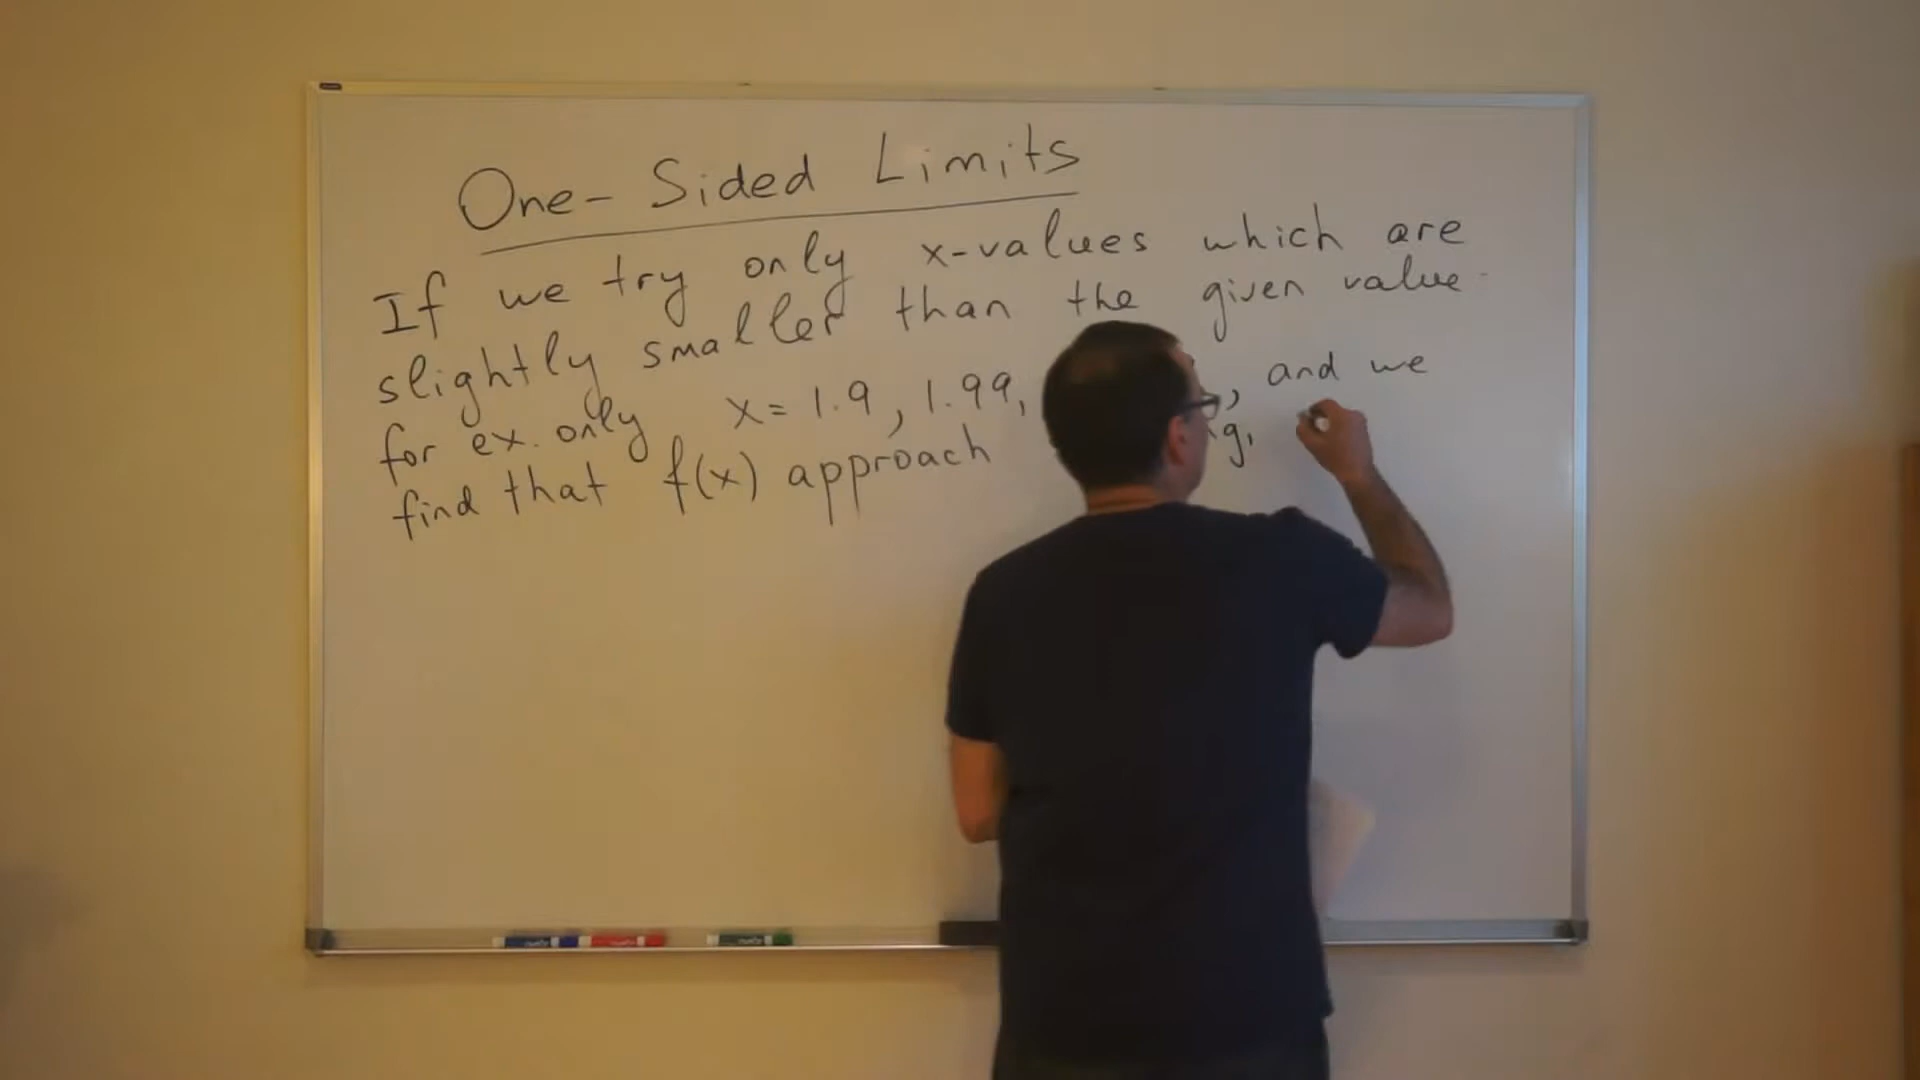 One-Sided Limits
If we try only x-values which are
slightly smaller than the given value
for ex. only x = 1.9, 1.99, , and we
find that f(x) approach g,